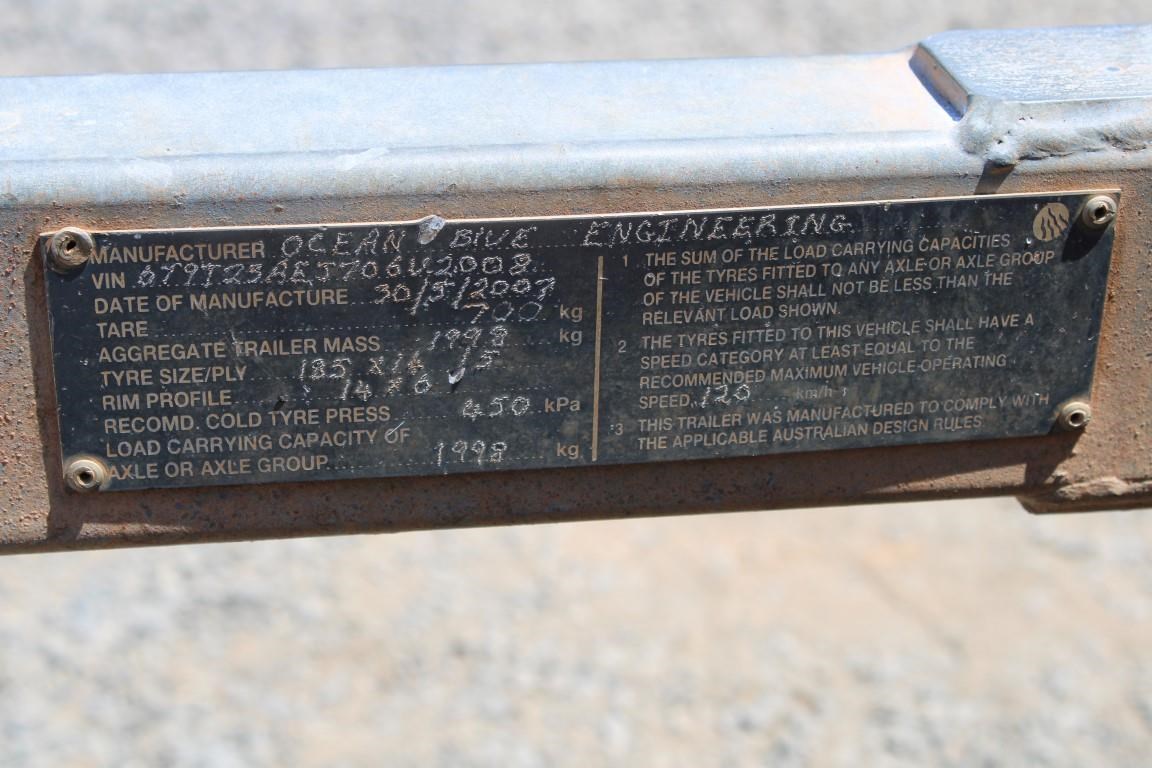 MANUFACTURER OCEAN BLUE ENGINEERING
VIN 6T9T25AEJ706U2008
DATE OF MANUFACTURE 30/5/2007
TARE 700 kg
AGGREGATE TRAILER MASS 1998 kg
TYRE SIZE/PLY 185 X 14
RIM PROFILE 14 X 6
RECOMD. COLD TYRE PRESS 450 kPa
LOAD CARRYING CAPACITY OF
AXLE OR AXLE GROUP 1998 kg
1 THE SUM OF THE LOAD CARRYING CAPACITIES
OF THE TYRES FITTED TO ANY AXLE OR AXLE GROUP
OF THE VEHICLE SHALL NOT BE LESS THAN THE
RELEVANT LOAD SHOWN.
2 THE TYRES FITTED TO THIS VEHICLE SHALL HAVE A
SPEED CATEGORY AT LEAST EQUAL TO THE
RECOMMENDED MAXIMUM VEHICLE OPERATING
SPEED 120 km/h
3 THIS TRAILER WAS MANUFACTURED TO COMPLY WITH
THE APPLICABLE AUSTRALIAN DESIGN RULES.